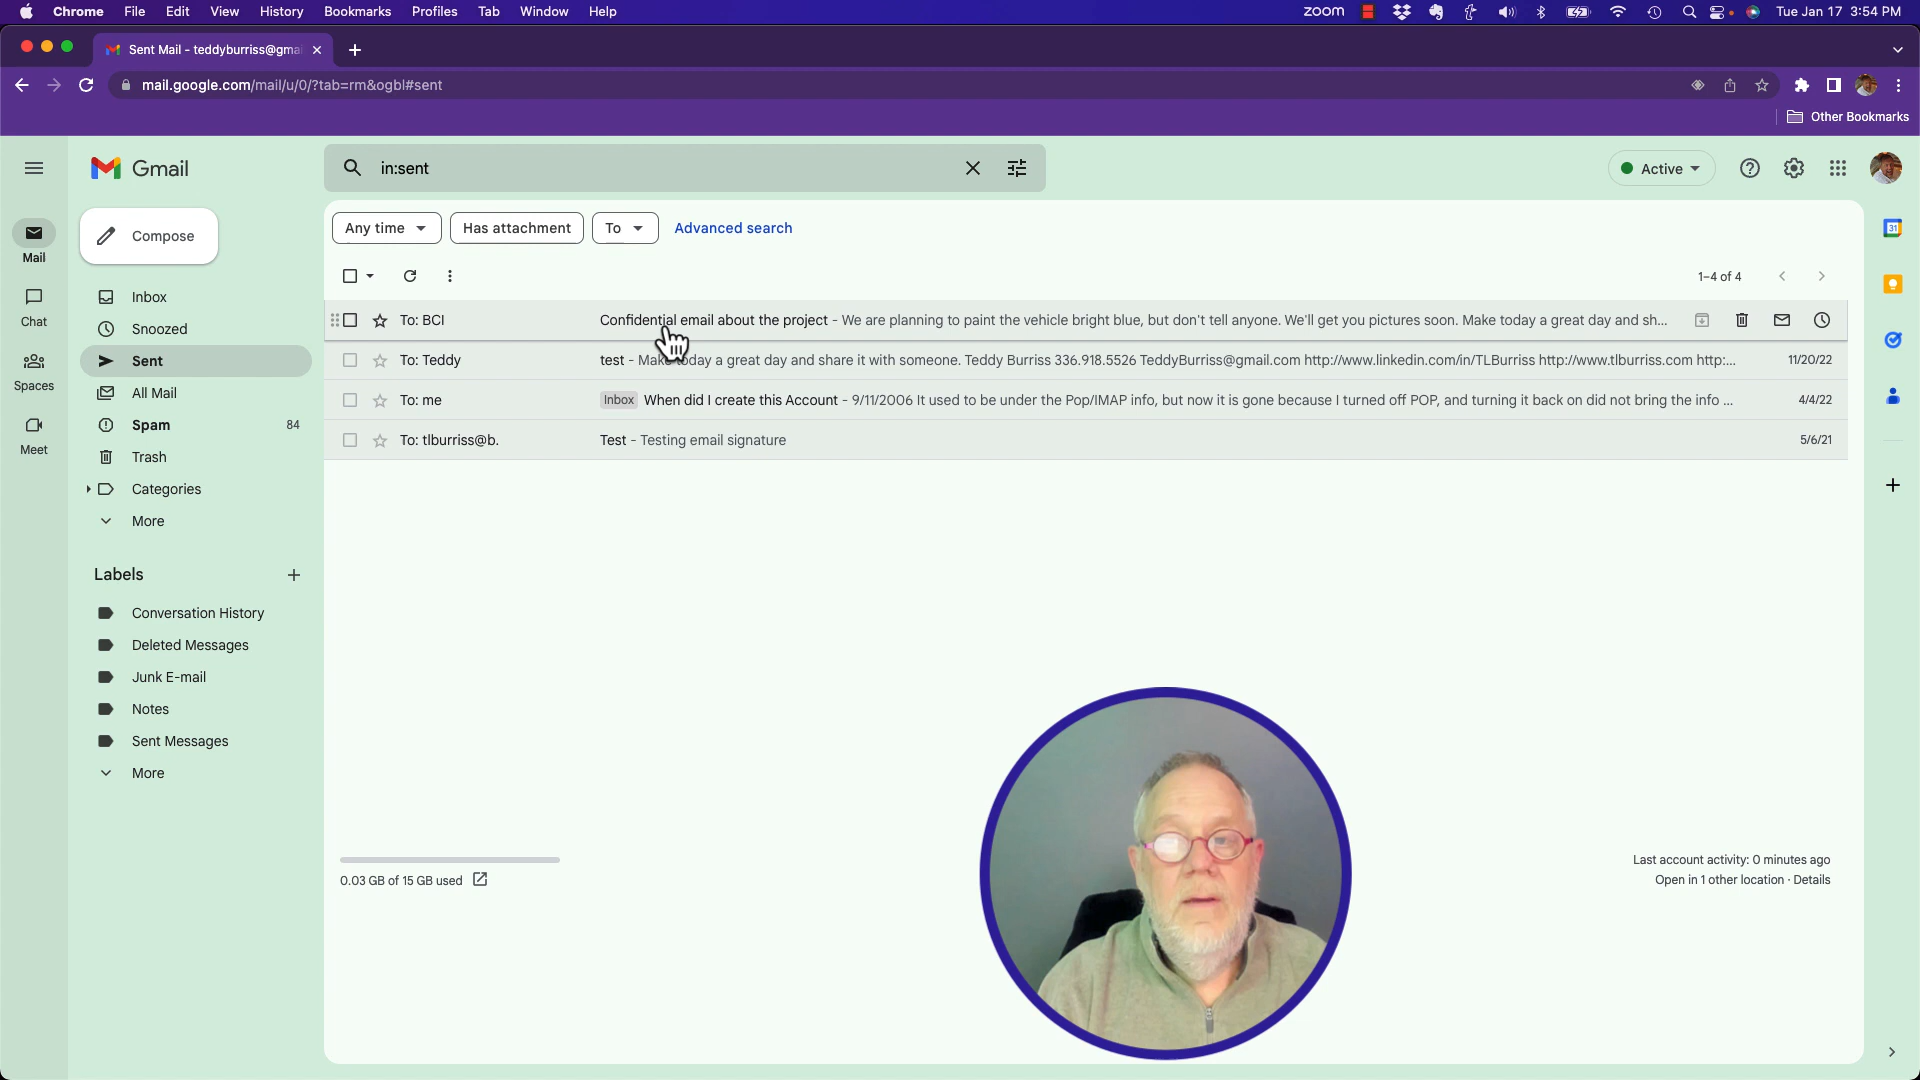 Chrome File Edit View History Bookmarks Profiles Tab Window Help zoom Tue Jan 17 3:54 PM
Sent Mail - teddyburriss@gmai
mail.google.com/mail/u/0/?tab=rm&ogbl#sent
Other Bookmarks
Gmail
in:sent
Active
Compose
Mail
Chat
Spaces
Meet
Inbox
Snoozed
Sent
All Mail
Spam 84
Trash
Categories
More
Labels
Conversation History
Deleted Messages
Junk E-mail
Notes
Sent Messages
More
Any time Has attachment To Advanced search
1–4 of 4
To: BCI Confidential email about the project - We are planning to paint the vehicle bright blue, but don't tell anyone. We'll get you pictures soon. Make today a great day and sh...
To: Teddy test - Make today a great day and share it with someone. Teddy Burriss 336.918.5526 TeddyBurriss@gmail.com http://www.linkedin.com/in/TLBurriss http://www.tlburriss.com http:... 11/20/22
To: me Inbox When did I create this Account - 9/11/2006 It used to be under the Pop/IMAP info, but now it is gone because I turned off POP, and turning it back on did not bring the info ... 4/4/22
To: tlburriss@b. Test - Testing email signature 5/6/21
0.03 GB of 15 GB used
Last account activity: 0 minutes ago
Open in 1 other location · Details
31